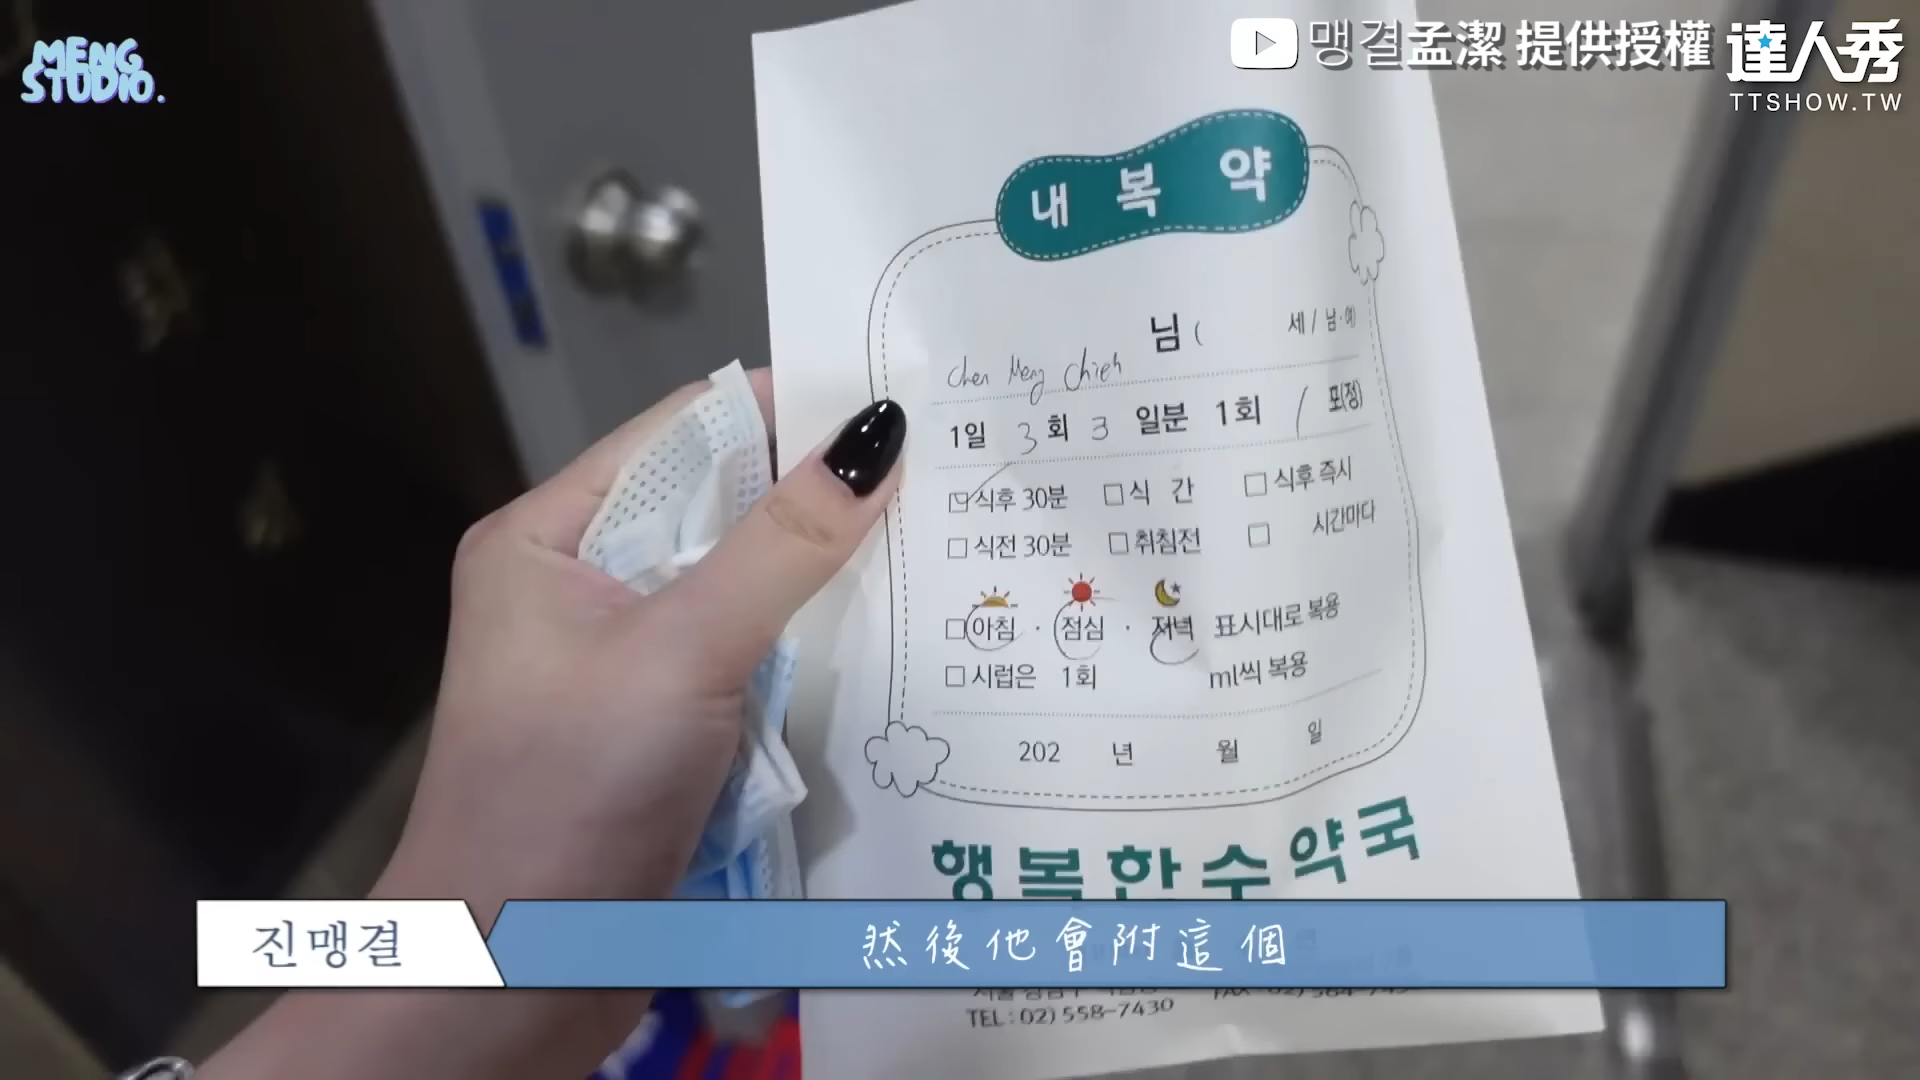 MENG
STUDIO.
맹결孟潔 提供授權 達人秀
TTSHOW.TW
내 복 약
Chen Meng Chieh 님 ( 세 / 남·여)
1일 3 회 3 일분 1회 / 포(정)
식후 30분 식 간 식후 즉시
식전 30분 취침전 시간마다
아침 · 점심 · 저녁 표시대로 복용
시럽은 1회 ml씩 복용
202 년 월 일
행복한수약국
진맹결
然後他會附這個
TEL : 02) 558-7430